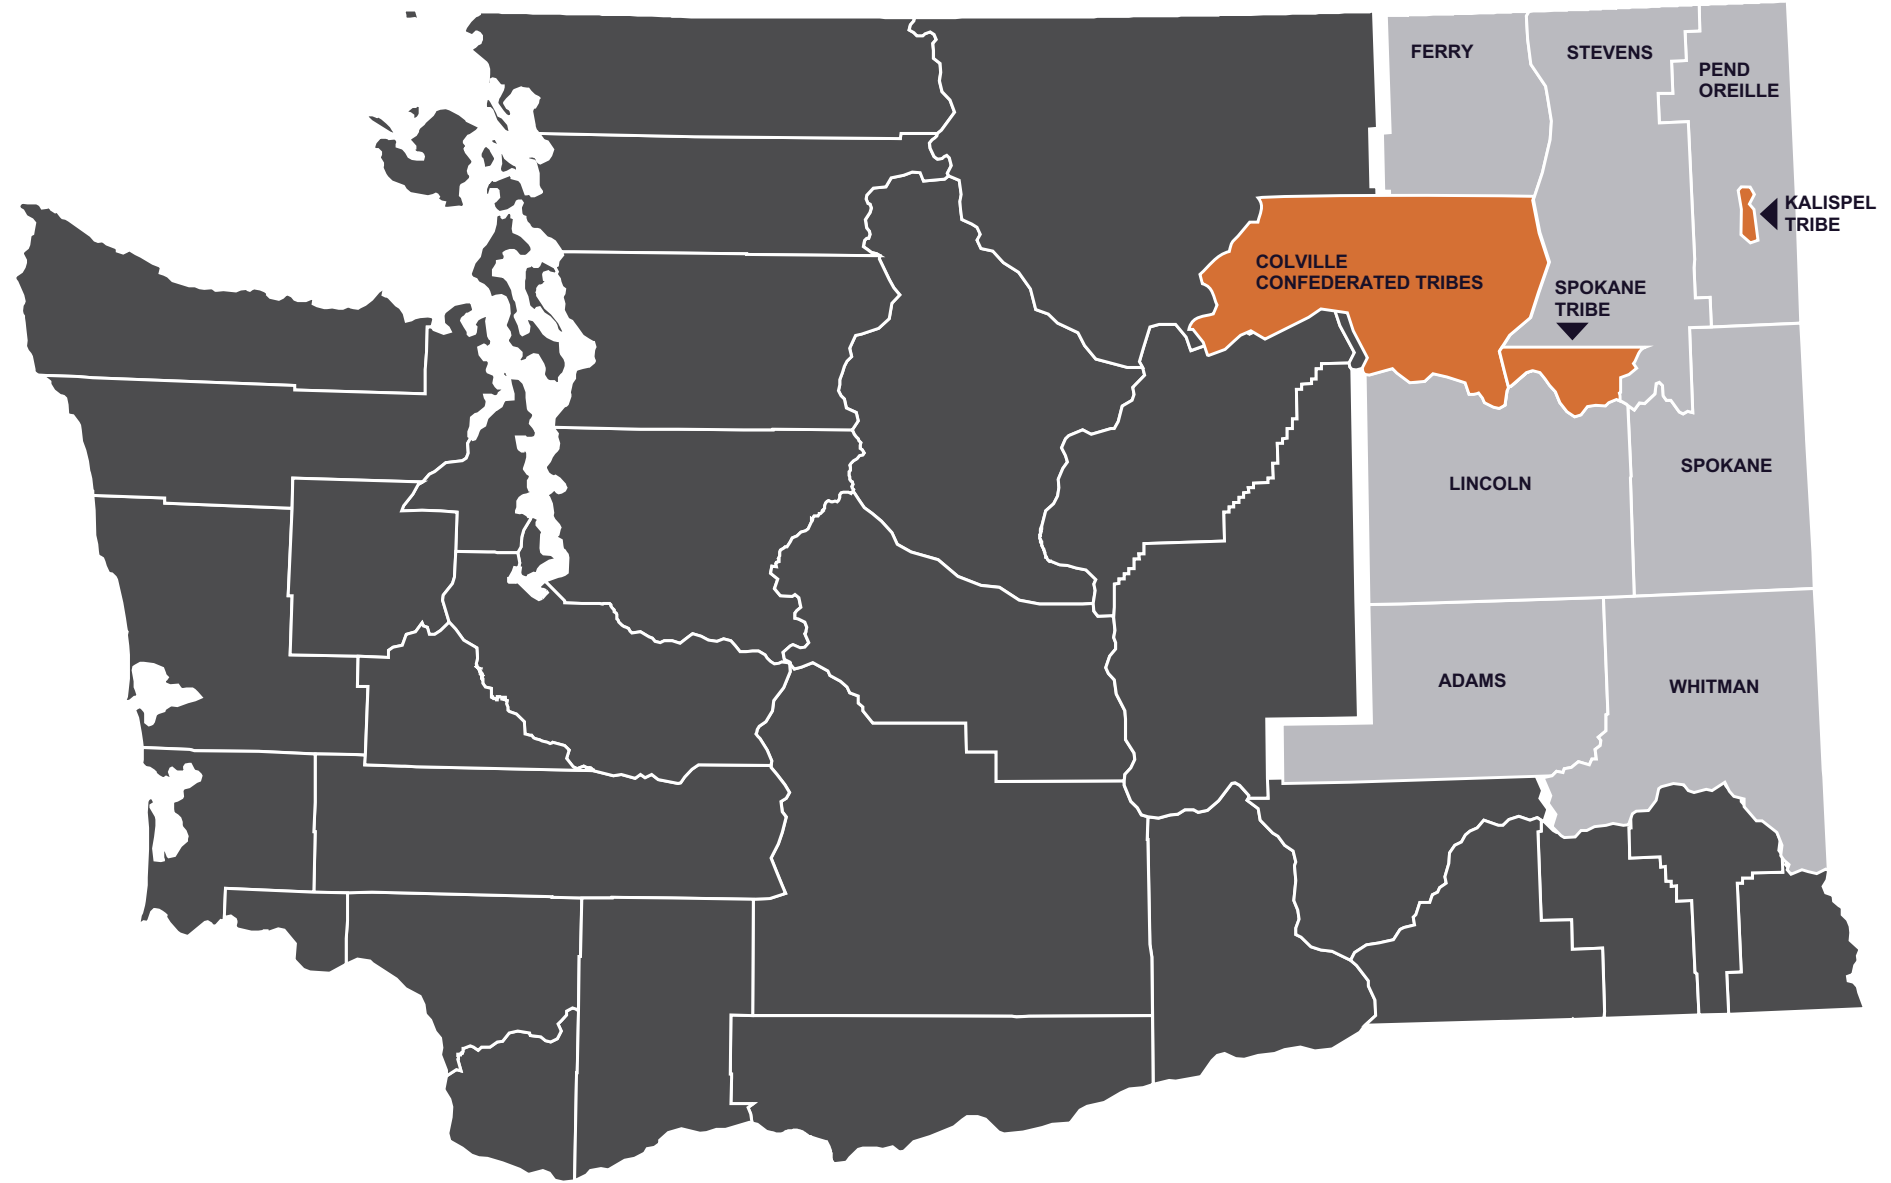 FERRY
STEVENS
PEND
OREILLE
KALISPEL
TRIBE
COLVILLE
CONFEDERATED TRIBES
SPOKANE
TRIBE
LINCOLN
SPOKANE
ADAMS
WHITMAN